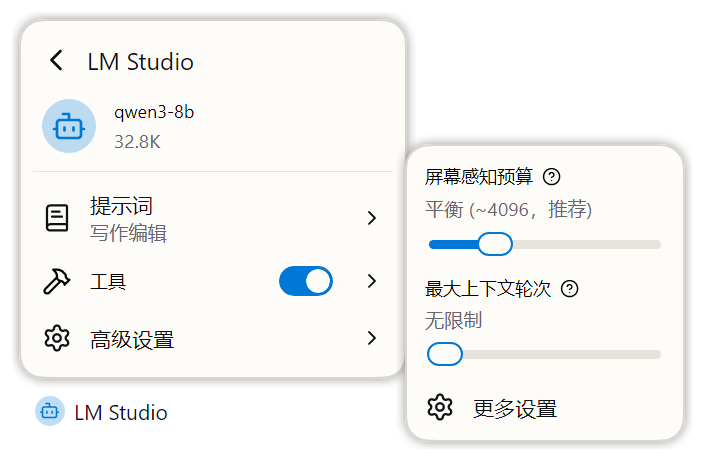 LM Studio
qwen3-8b
32.8K
提示词
写作编辑
工具
高级设置
LM Studio
屏幕感知预算
平衡 (~4096，推荐)
最大上下文轮次
无限制
更多设置